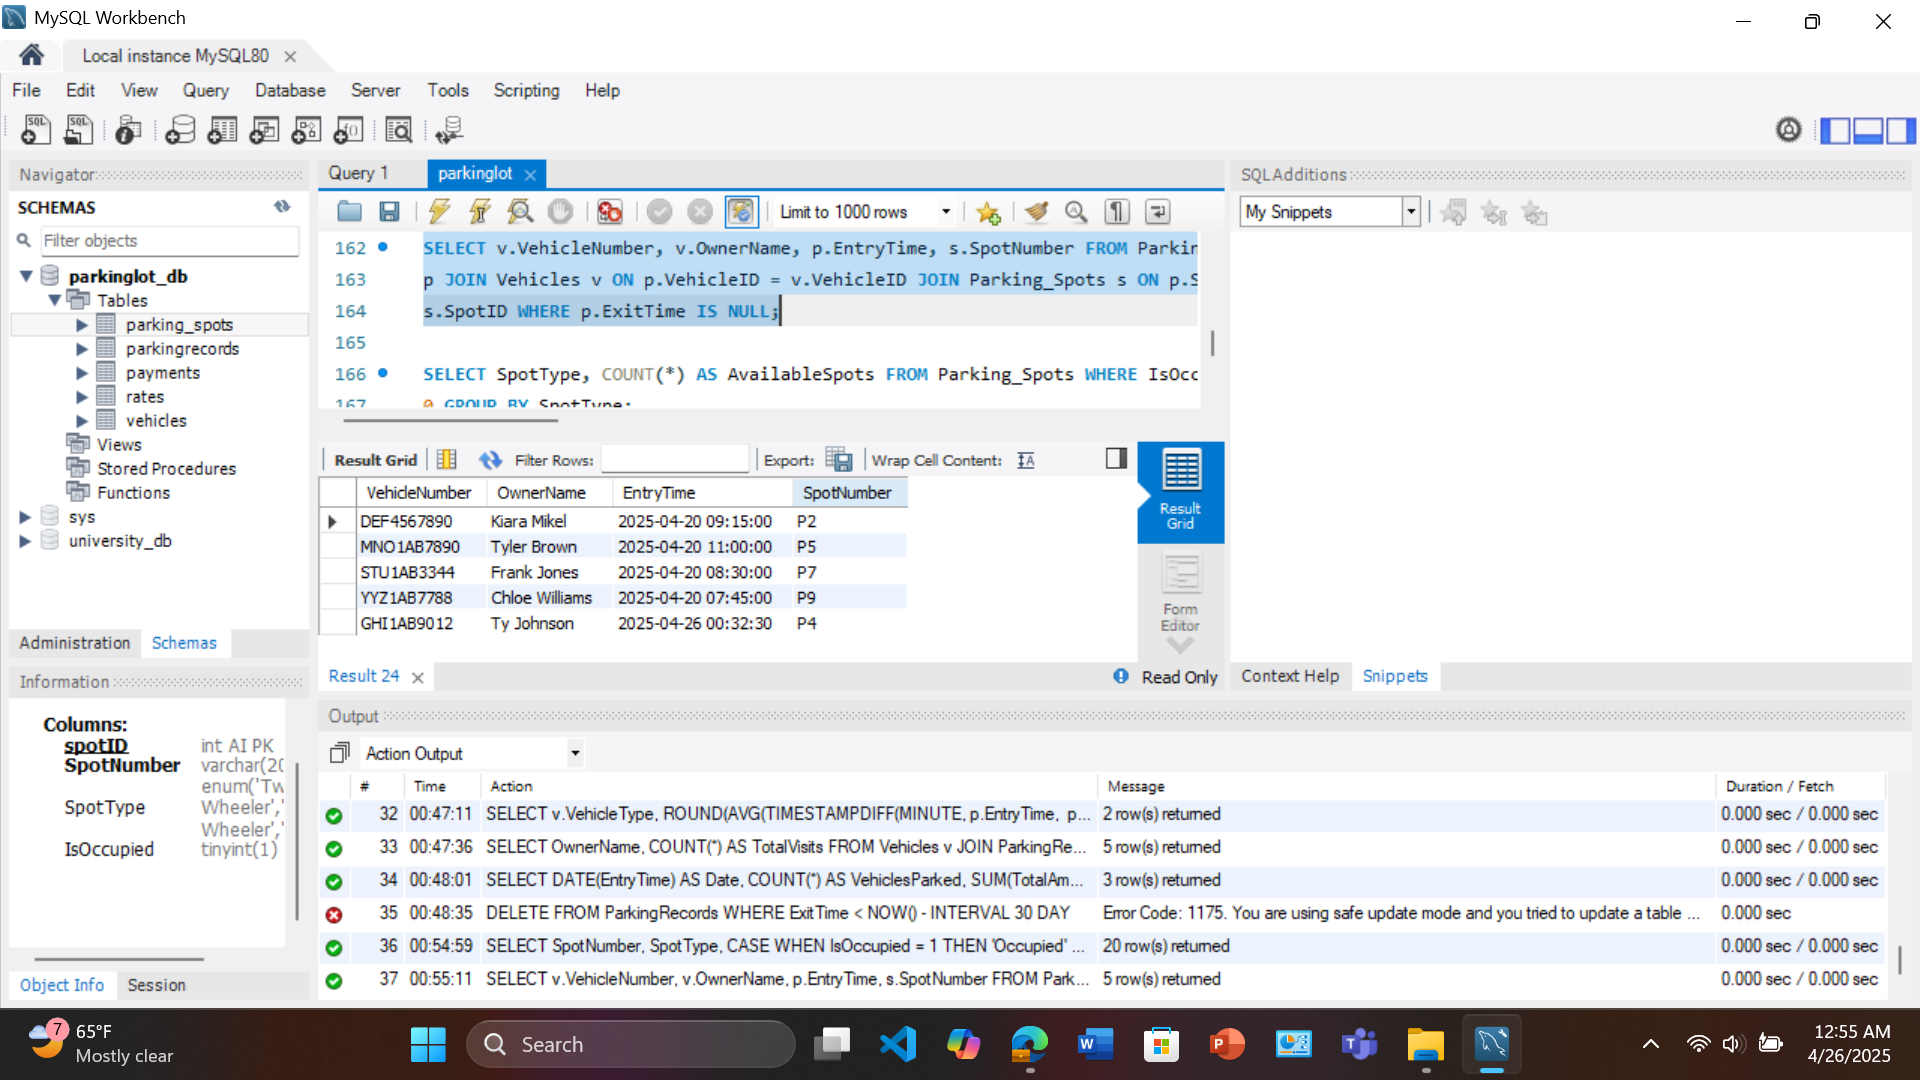 MySQL Workbench
Local instance MySQL80
File Edit View Query Database Server Tools Scripting Help
Navigator
SCHEMAS
Filter objects
parkinglot_db
Tables
parking_spots
parkingrecords
payments
rates
vehicles
Views
Stored Procedures
Functions
sys
university_db
Administration Schemas
Information
Columns:
spotID int AI PK
SpotNumber varchar(20
enum('Tw
SpotType Wheeler','
Wheeler','
IsOccupied tinyint(1)
Object Info Session
Query 1 parkinglot
Limit to 1000 rows
162 SELECT v.VehicleNumber, v.OwnerName, p.EntryTime, s.SpotNumber FROM Parkin
163 p JOIN Vehicles v ON p.VehicleID = v.VehicleID JOIN Parking_Spots s ON p.S
164 s.SpotID WHERE p.ExitTime IS NULL;
165
166 SELECT SpotType, COUNT(*) AS AvailableSpots FROM Parking_Spots WHERE IsOcc
167 0 GROUP BY SpotType;
Result Grid Filter Rows: Export: Wrap Cell Content:
VehicleNumber OwnerName EntryTime SpotNumber
DEF4567890 Kiara Mikel 2025-04-20 09:15:00 P2
MNO1AB7890 Tyler Brown 2025-04-20 11:00:00 P5
STU1AB3344 Frank Jones 2025-04-20 08:30:00 P7
YYZ1AB7788 Chloe Williams 2025-04-20 07:45:00 P9
GHI1AB9012 Ty Johnson 2025-04-26 00:32:30 P4
Result
Grid
Form
Editor
Result 24 Read Only
SQLAdditions
My Snippets
Context Help Snippets
Output
Action Output
# Time Action Message Duration / Fetch
32 00:47:11 SELECT v.VehicleType, ROUND(AVG(TIMESTAMPDIFF(MINUTE, p.EntryTime, p... 2 row(s) returned 0.000 sec / 0.000 sec
33 00:47:36 SELECT OwnerName, COUNT(*) AS TotalVisits FROM Vehicles v JOIN ParkingRe... 5 row(s) returned 0.000 sec / 0.000 sec
34 00:48:01 SELECT DATE(EntryTime) AS Date, COUNT(*) AS VehiclesParked, SUM(TotalAm... 3 row(s) returned 0.000 sec / 0.000 sec
35 00:48:35 DELETE FROM ParkingRecords WHERE ExitTime < NOW() - INTERVAL 30 DAY Error Code: 1175. You are using safe update mode and you tried to update a table ... 0.000 sec
36 00:54:59 SELECT SpotNumber, SpotType, CASE WHEN IsOccupied = 1 THEN 'Occupied' ... 20 row(s) returned 0.000 sec / 0.000 sec
37 00:55:11 SELECT v.VehicleNumber, v.OwnerName, p.EntryTime, s.SpotNumber FROM Park... 5 row(s) returned 0.000 sec / 0.000 sec
7
65°F
Mostly clear
Search
12:55 AM
4/26/2025